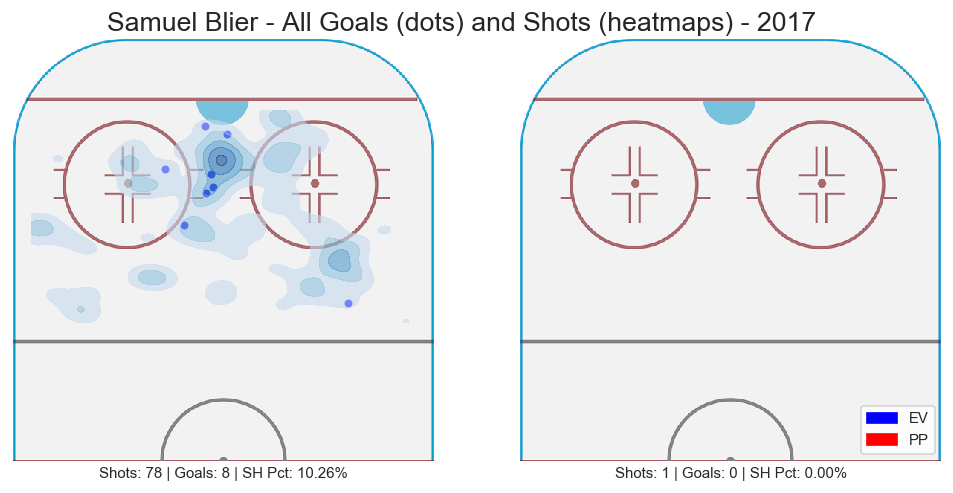 Samuel Blier - All Goals (dots) and Shots (heatmaps) - 2017
EV
PP
Shots: 78 | Goals: 8 | SH Pct: 10.26%
Shots: 1 | Goals: 0 | SH Pct: 0.00%